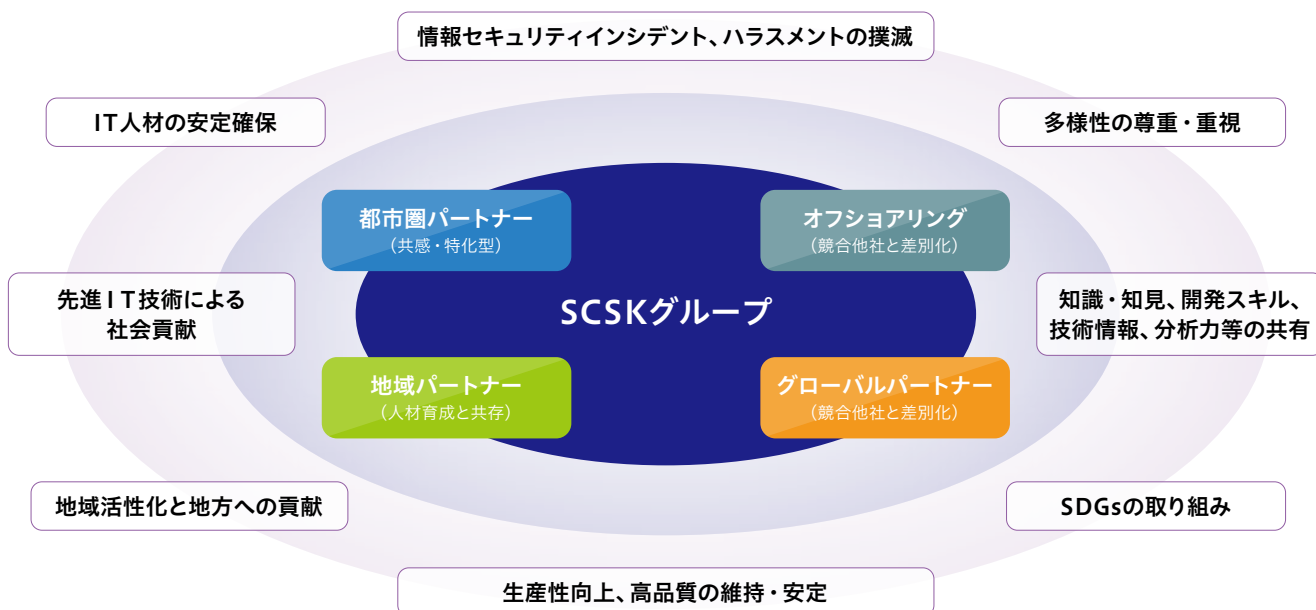 情報セキュリティインシデント、ハラスメントの撲滅
IT人材の安定確保
多様性の尊重・重視
都市圏パートナー
（共感・特化型）
オフショアリング
（競合他社と差別化）
先進IT技術による
社会貢献
SCSKグループ
知識・知見、開発スキル、
技術情報、分析力等の共有
地域パートナー
（人材育成と共存）
グローバルパートナー
（競合他社と差別化）
地域活性化と地方への貢献
SDGsの取り組み
生産性向上、高品質の維持・安定